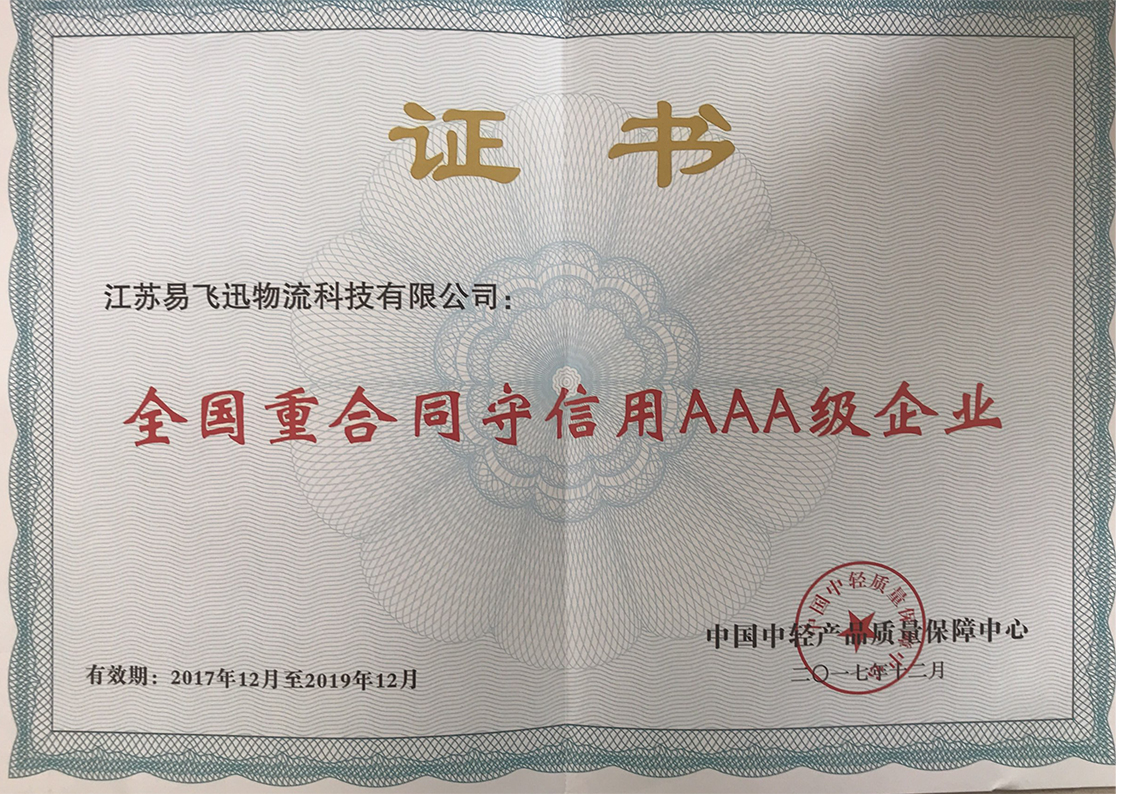 证书
江苏易飞迅物流科技有限公司：
全国重合同守信用AAA级企业
中国中轻产品质量保障中心
二〇一七年十二月
有效期：2017年12月至2019年12月